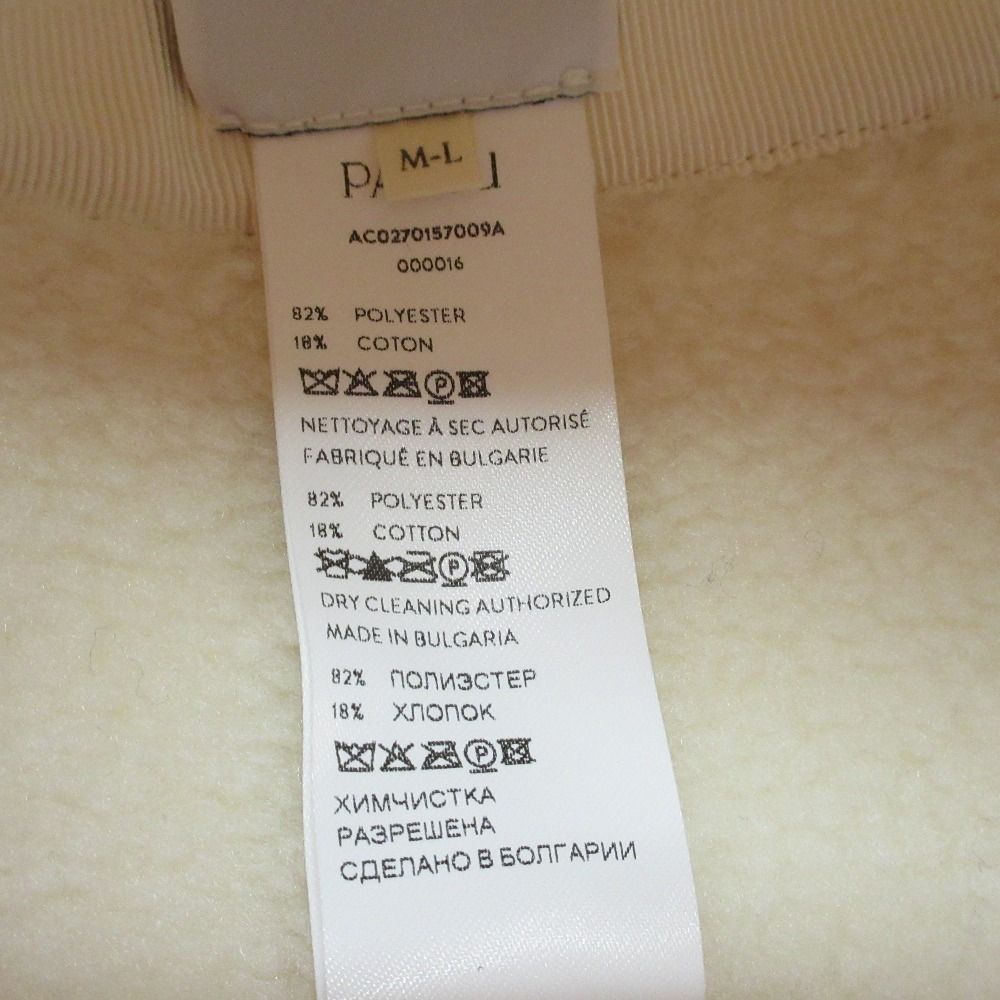 M-L
AC0270157009A
000016
82% POLYESTER
18% COTON
NETTOYAGE À SEC AUTORISÉ
FABRIQUÉ EN BULGARIE
82% POLYESTER
18% COTTON
DRY CLEANING AUTHORIZED
MADE IN BULGARIA
82% ПОЛИЭСТЕР
18% ХЛОПОК
ХИМЧИСТКА
РАЗРЕШЕНА
СДЕЛАНО В БОЛГАРИИ